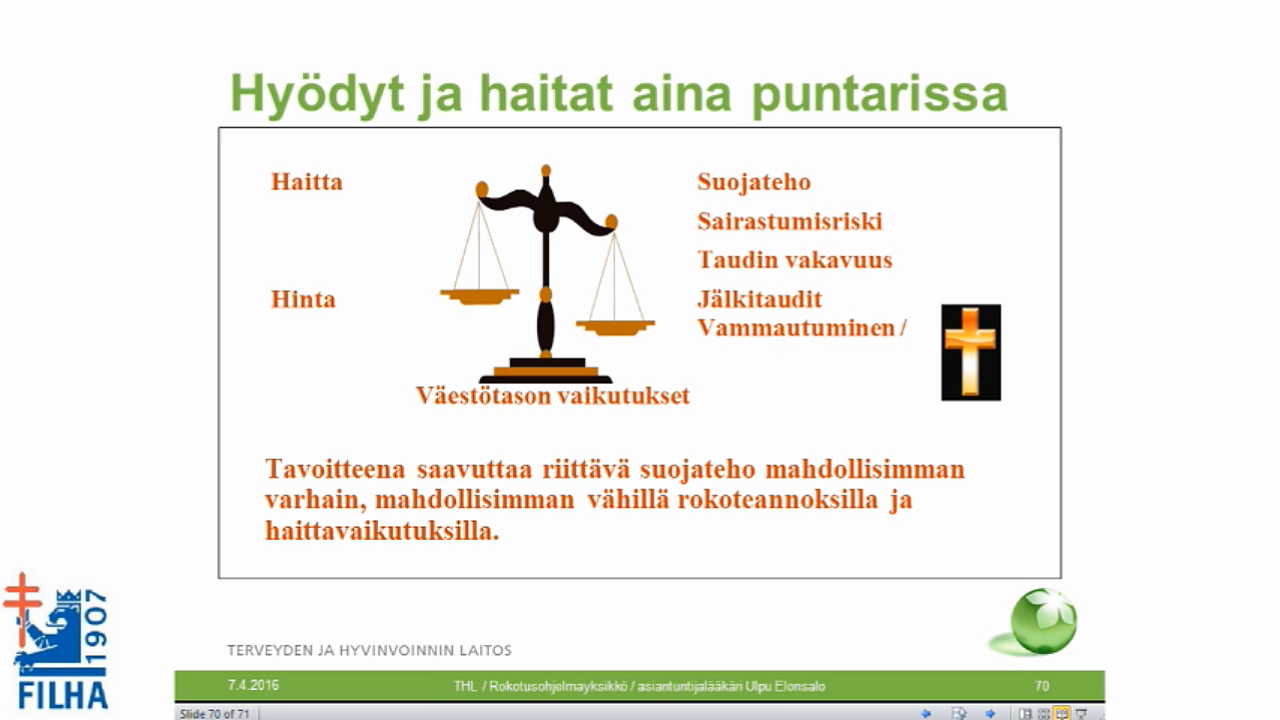 Hyödyt ja haitat aina puntarissa
Haitta
Hinta
Suojateho
Sairastumisriski
Taudin vakavuus
Jälkitaudit
Vammautuminen /
Väestötason vaikutukset
Tavoitteena saavuttaa riittävä suojateho mahdollisimman
varhain, mahdollisimman vähillä rokoteannoksilla ja
haittavaikutuksilla.
1907
FILHA
TERVEYDEN JA HYVINVOINNIN LAITOS
7.4.2016
THL / Rokotusohjelmayksikkö / asiantuntijalääkäri Ulpu Elonsalo
70
Slide 70 of 71